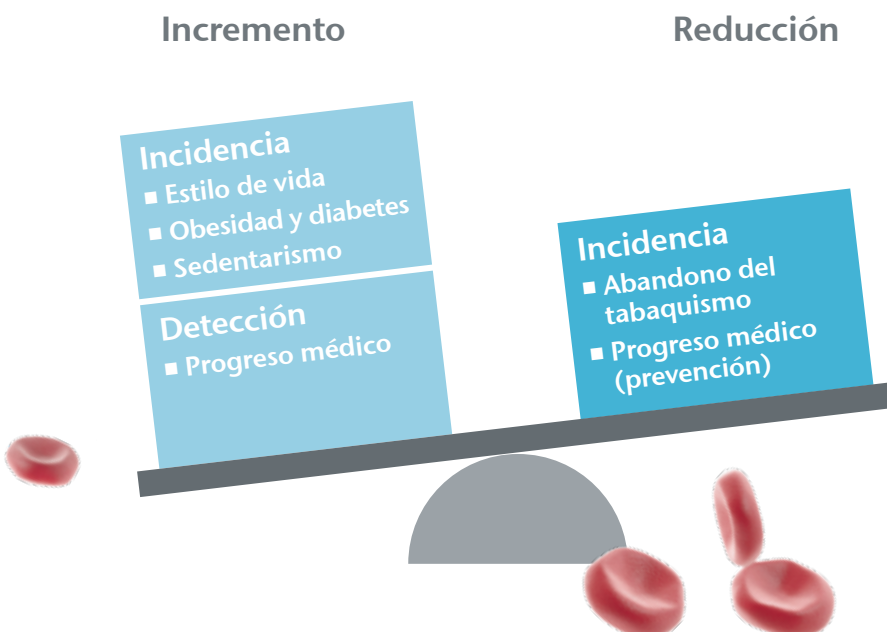 Incremento
Reducción
Incidencia
▪ Estilo de vida
▪ Obesidad y diabetes
▪ Sedentarismo
Detección
▪ Progreso médico
Incidencia
▪ Abandono del
tabaquismo
▪ Progreso médico
(prevención)